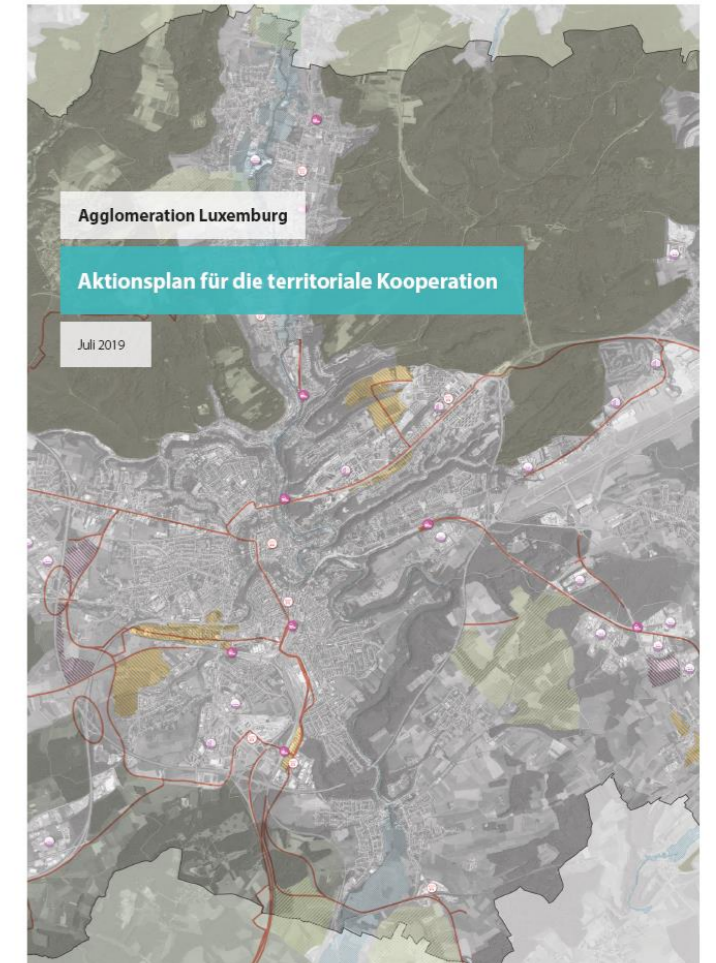 Agglomeration Luxemburg
Aktionsplan für die territoriale Kooperation
Juli 2019